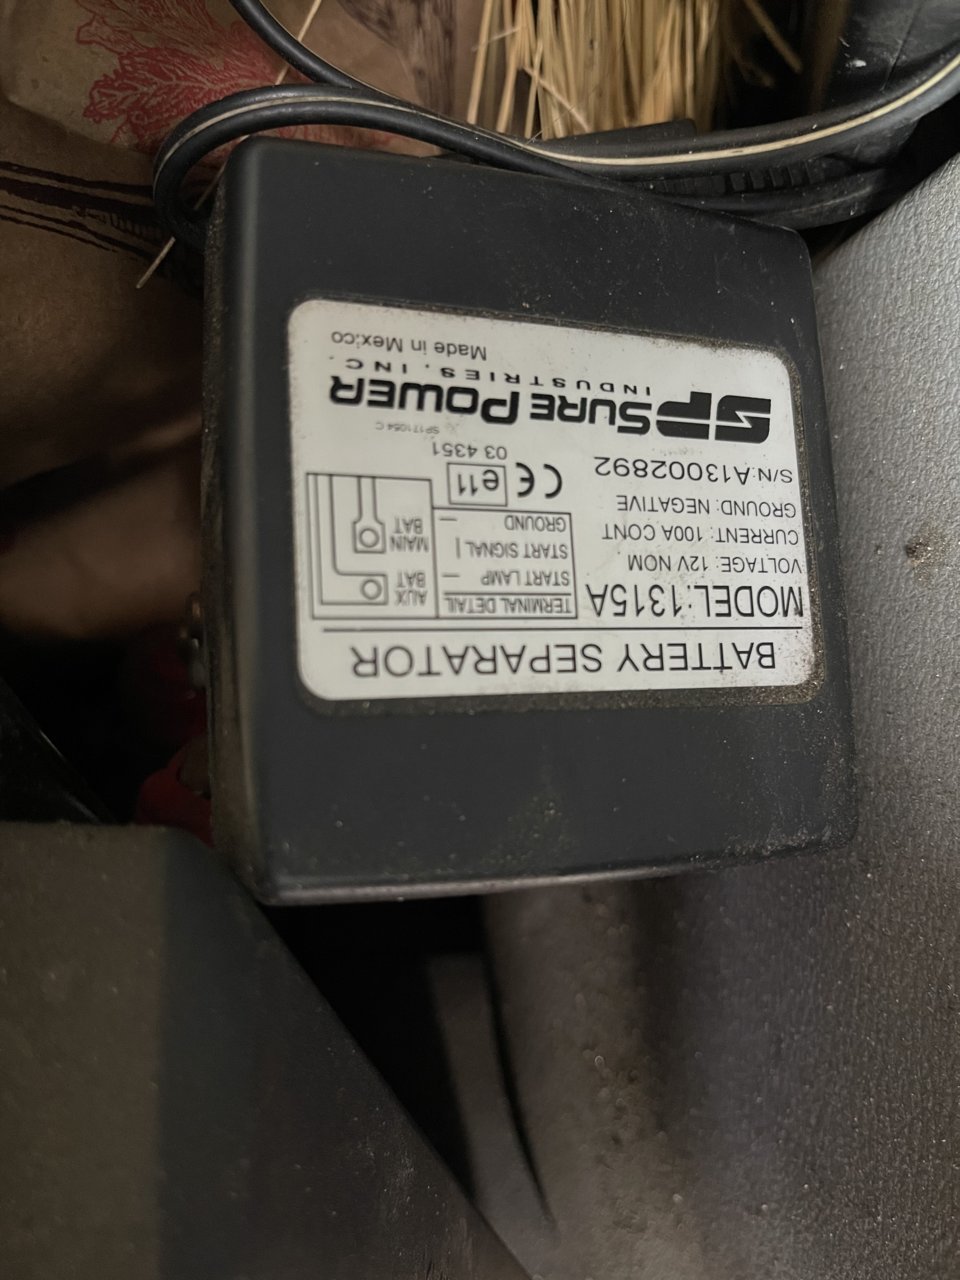 BATTERY SEPARATOR
MODEL: 1315A
VOLTAGE: 12V NOM
CURRENT: 100A CONT
GROUND: NEGATIVE
S/N: A13002892
TERMINAL DETAIL
START LAMP —
START SIGNAL |
GROUND —
AUX
BAT
MAIN
BAT
CE e11
03 4351
SP171054 C
SP SURE POWER
INDUSTRIES, INC.
Made in Mexico